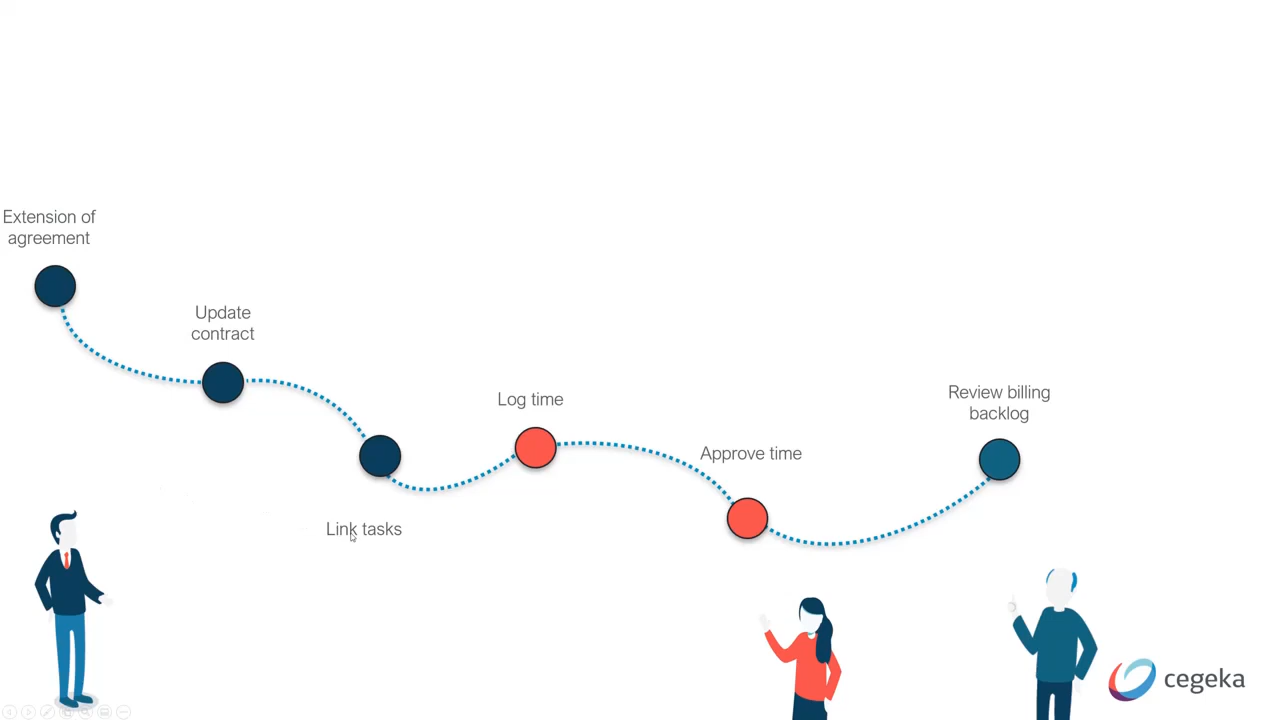 Extension of
agreement
Update
contract
Log time
Review billing
backlog
Approve time
Link tasks
cegeka